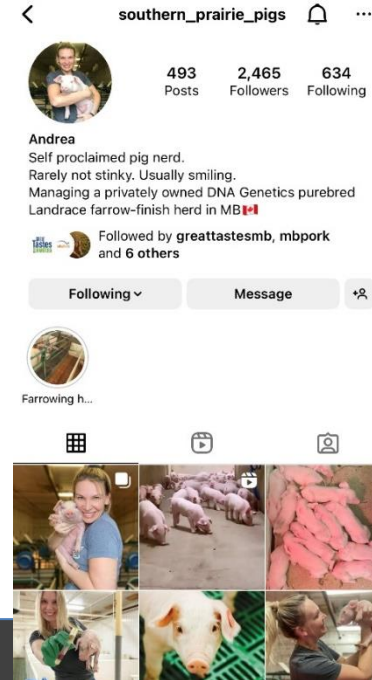 southern_prairie_pigs
493 2,465 634
Posts Followers Following
Andrea
Self proclaimed pig nerd.
Rarely not stinky. Usually smiling.
Managing a privately owned DNA Genetics purebred
Landrace farrow-finish herd in MB🇨🇦
Followed by greattastesmb, mbpork
and 6 others
Following Message
Farrowing h...